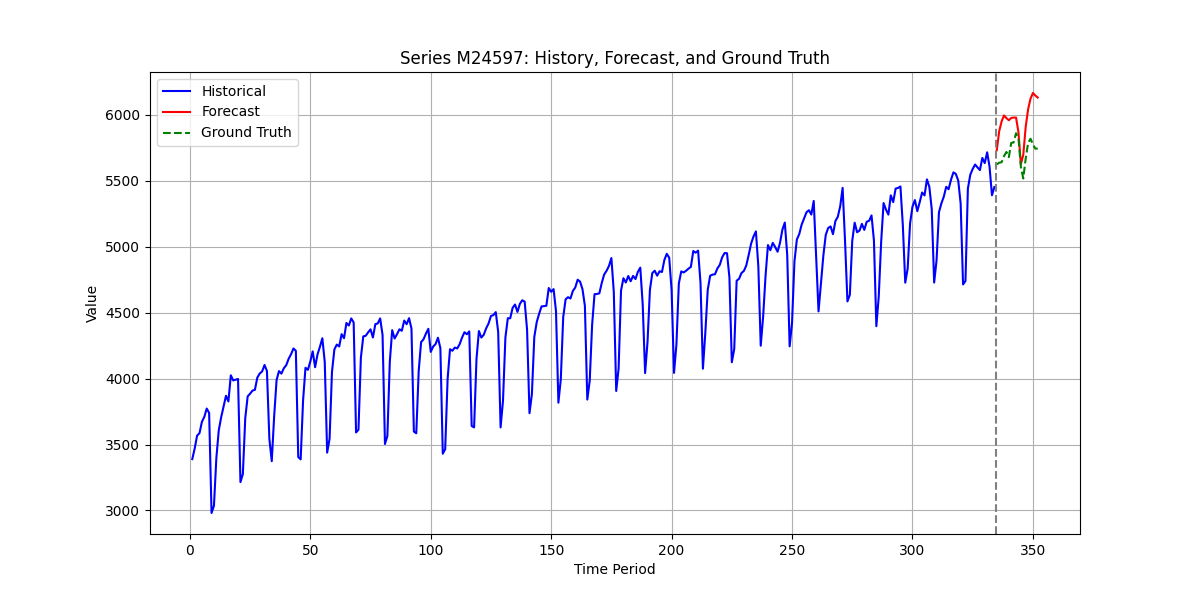 Series M24597: History, Forecast, and Ground Truth
Historical
Forecast
Ground Truth
6000
5500
5000
4500
4000
3500
3000
Value
0 50 100 150 200 250 300 350
Time Period